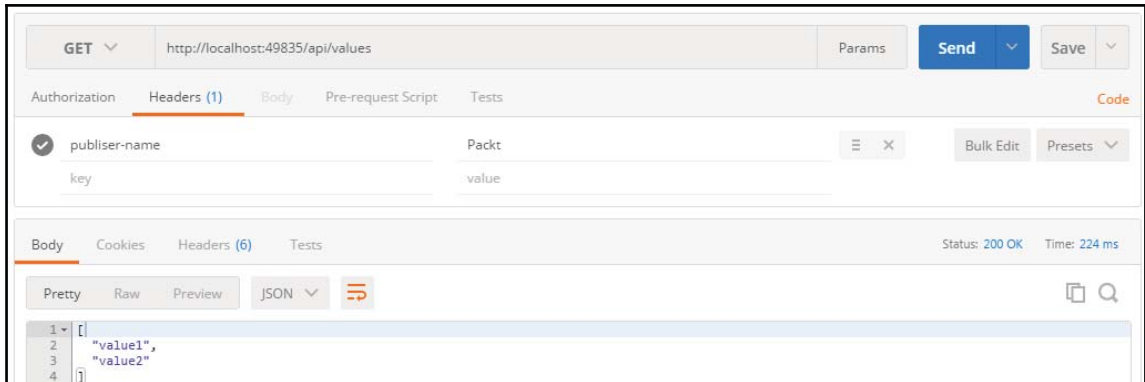 GET http://localhost:49835/api/values Params Send Save
Authorization Headers (1) Body Pre-request Script Tests Code
publiser-name Packt Bulk Edit Presets
key value
Body Cookies Headers (6) Tests Status: 200 OK Time: 224 ms
Pretty Raw Preview JSON
1 [
2 "value1",
3 "value2"
4 ]